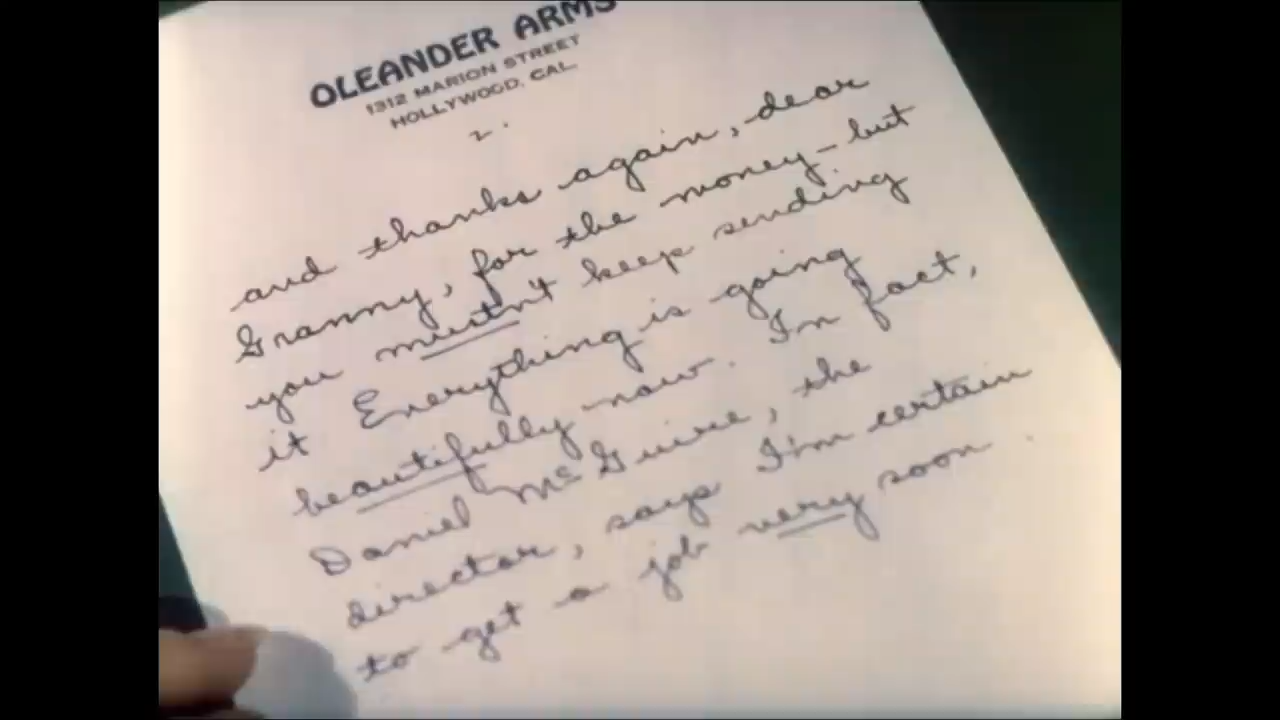 OLEANDER ARMS
1312 MARION STREET
HOLLYWOOD, CAL.
2.
and thanks again, dear
Granny, for the money – but
you mustn't keep sending
it Everything is going
beautifully now. In fact,
Daniel McGuire, the
director, says I'm certain
to get a job very soon.